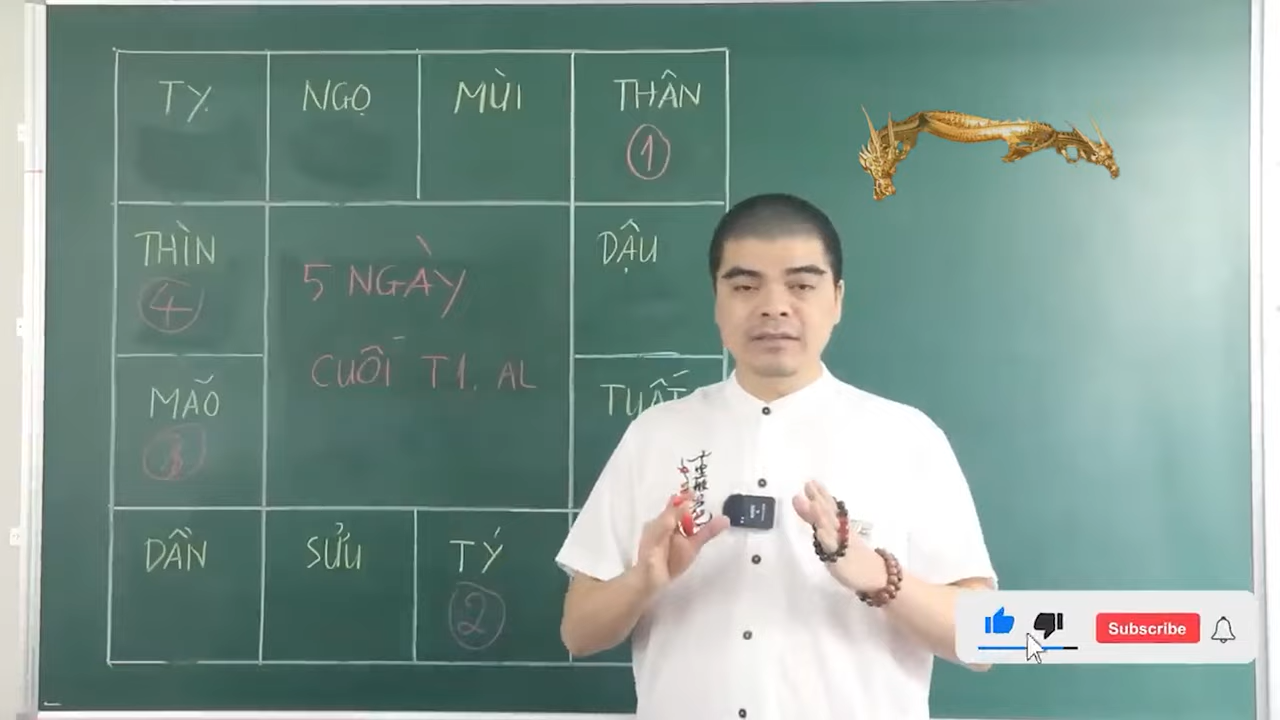 TỴ
NGỌ
MÙI
THÂN
1
THÌN
4
5 NGÀY
CUỐI T1. AL
DẬU
MÃO
3
TUẤT
DẦN
SỬU
TÝ
2
Subscribe